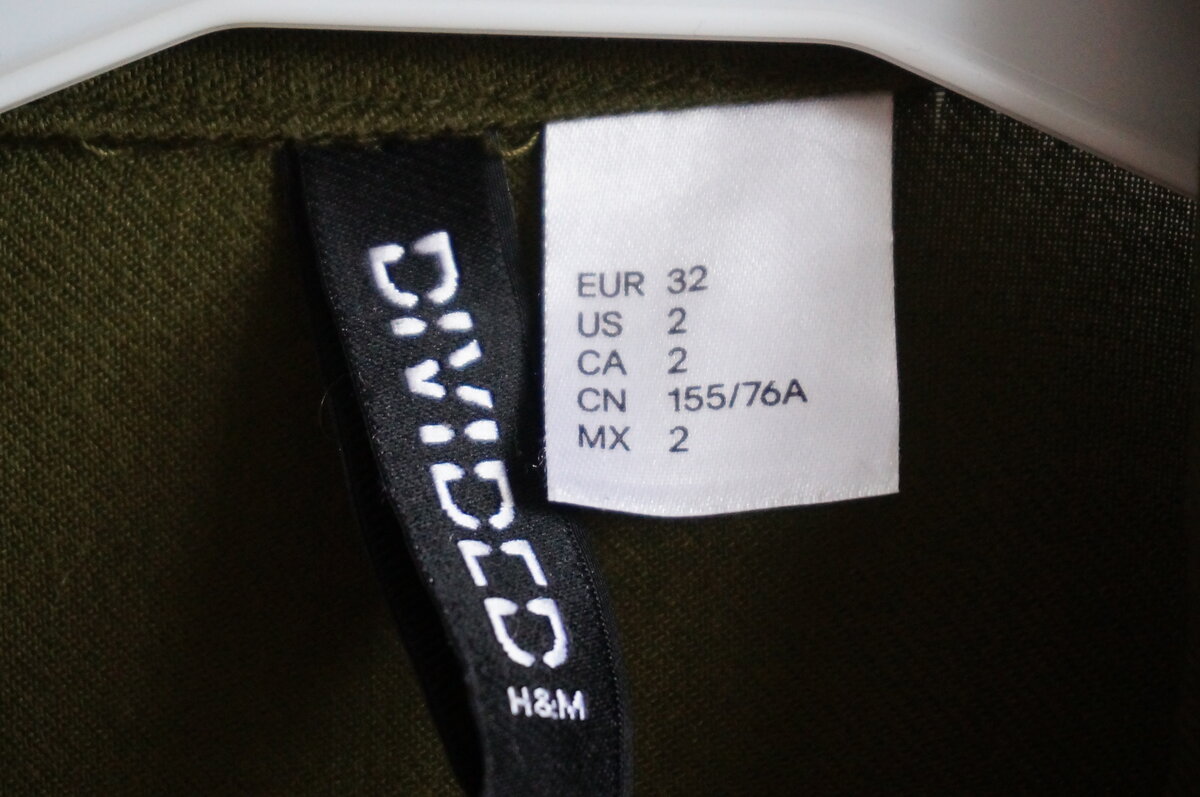 DIVIDED
H&M
EUR 32
US 2
CA 2
CN 155/76A
MX 2